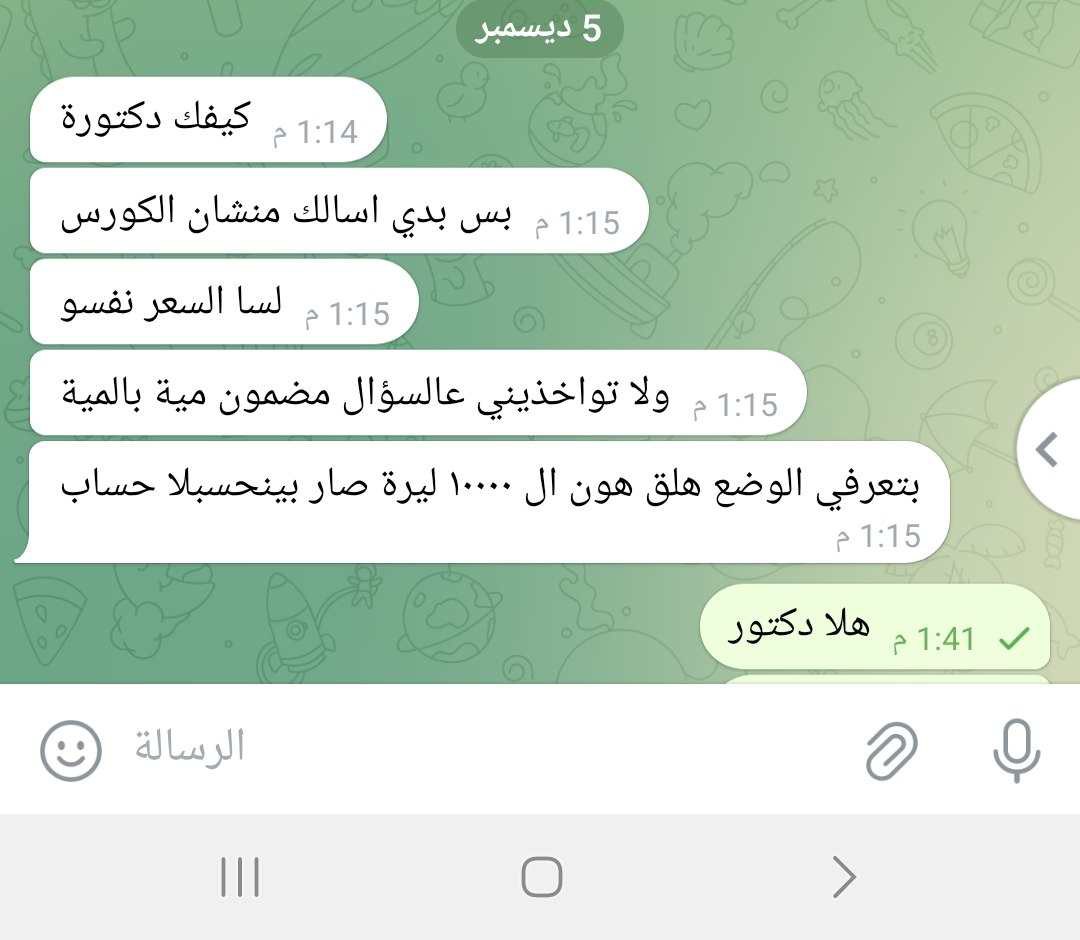 5 ديسمبر
كيفك دكتورة
1:14 م
بس بدي اسالك منشان الكورس
1:15 م
لسا السعر نفسو
1:15 م
ولا تواخذيني عالسؤال مضمون مية بالمية
1:15 م
بتعرفي الوضع هلق هون ال ١٠٠٠٠ ليرة صار بينحسبلا حساب
1:15 م
هلا دكتور
1:41 م
الرسالة